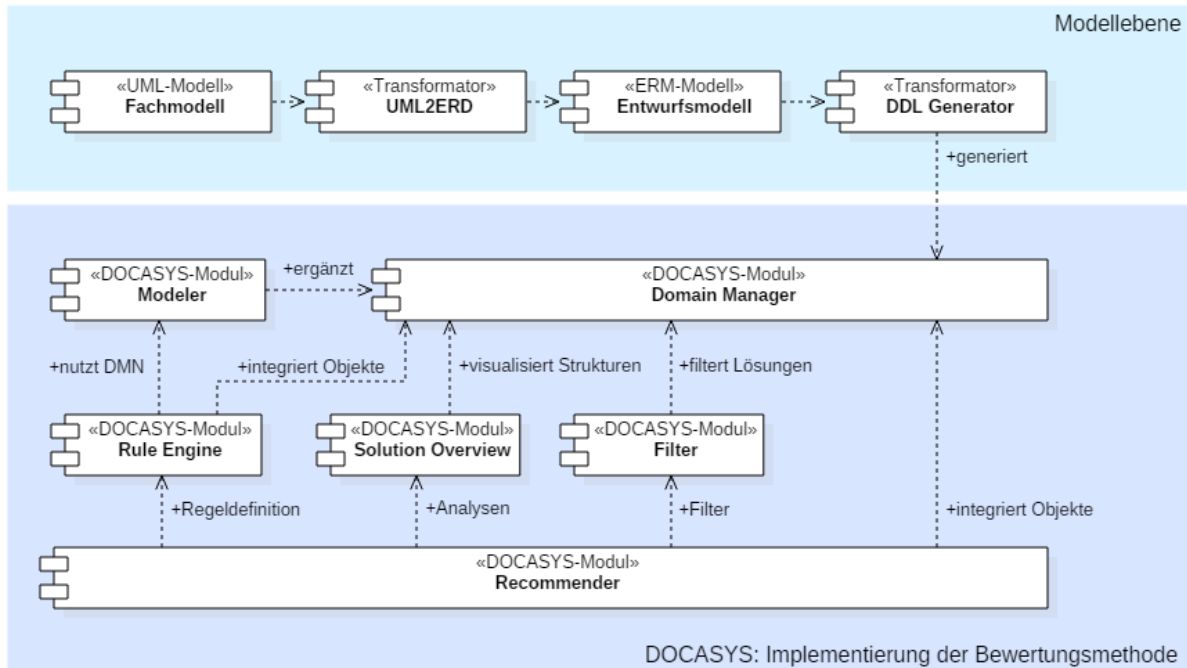 Modellebene
«UML-Modell»
Fachmodell
«Transformator»
UML2ERD
«ERM-Modell»
Entwurfsmodell
«Transformator»
DDL Generator
+generiert
«DOCASYS-Modul»
Modeler
+ergänzt
«DOCASYS-Modul»
Domain Manager
+nutzt DMN
+integriert Objekte
+visualisiert Strukturen
+filtert Lösungen
«DOCASYS-Modul»
Rule Engine
«DOCASYS-Modul»
Solution Overview
«DOCASYS-Modul»
Filter
+Regeldefinition
+Analysen
+Filter
+integriert Objekte
«DOCASYS-Modul»
Recommender
DOCASYS: Implementierung der Bewertungsmethode